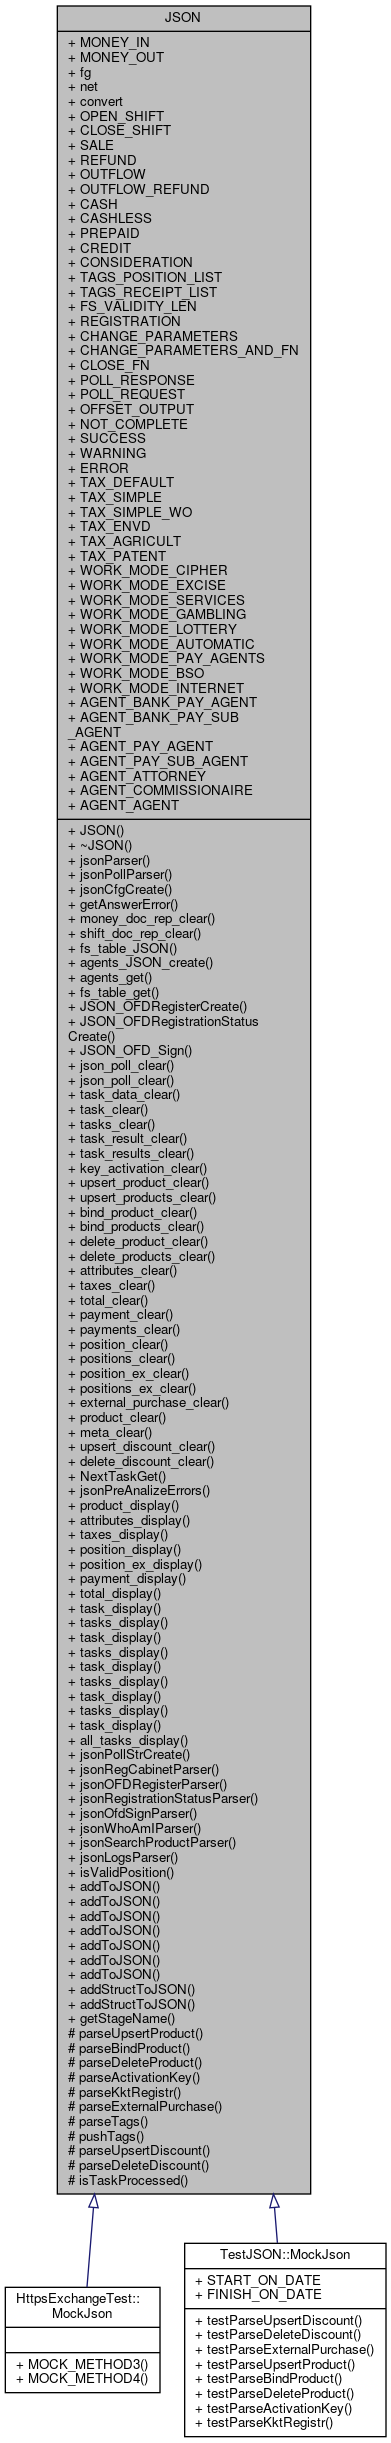 JSON
+ MONEY_IN
+ MONEY_OUT
+ fg
+ net
+ convert
+ OPEN_SHIFT
+ CLOSE_SHIFT
+ SALE
+ REFUND
+ OUTFLOW
+ OUTFLOW_REFUND
+ CASH
+ CASHLESS
+ PREPAID
+ CREDIT
+ CONSIDERATION
+ TAGS_POSITION_LIST
+ TAGS_RECEIPT_LIST
+ FS_VALIDITY_LEN
+ REGISTRATION
+ CHANGE_PARAMETERS
+ CHANGE_PARAMETERS_AND_FN
+ CLOSE_FN
+ POLL_RESPONSE
+ POLL_REQUEST
+ OFFSET_OUTPUT
+ NOT_COMPLETE
+ SUCCESS
+ WARNING
+ ERROR
+ TAX_DEFAULT
+ TAX_SIMPLE
+ TAX_SIMPLE_WO
+ TAX_ENVD
+ TAX_AGRICULT
+ TAX_PATENT
+ WORK_MODE_CIPHER
+ WORK_MODE_EXCISE
+ WORK_MODE_SERVICES
+ WORK_MODE_GAMBLING
+ WORK_MODE_LOTTERY
+ WORK_MODE_AUTOMATIC
+ WORK_MODE_PAY_AGENTS
+ WORK_MODE_BSO
+ WORK_MODE_INTERNET
+ AGENT_BANK_PAY_AGENT
+ AGENT_BANK_PAY_SUB
_AGENT
+ AGENT_PAY_AGENT
+ AGENT_PAY_SUB_AGENT
+ AGENT_ATTORNEY
+ AGENT_COMMISSIONAIRE
+ AGENT_AGENT
+ JSON()
+ ~JSON()
+ jsonParser()
+ jsonPollParser()
+ jsonCfgCreate()
+ getAnswerError()
+ money_doc_rep_clear()
+ shift_doc_rep_clear()
+ fs_table_JSON()
+ agents_JSON_create()
+ agents_get()
+ fs_table_get()
+ JSON_OFDRegisterCreate()
+ JSON_OFDRegistrationStatus
Create()
+ JSON_OFD_Sign()
+ json_poll_clear()
+ json_poll_clear()
+ task_data_clear()
+ task_clear()
+ tasks_clear()
+ task_result_clear()
+ task_results_clear()
+ key_activation_clear()
+ upsert_product_clear()
+ upsert_products_clear()
+ bind_product_clear()
+ bind_products_clear()
+ delete_product_clear()
+ delete_products_clear()
+ attributes_clear()
+ taxes_clear()
+ total_clear()
+ payment_clear()
+ payments_clear()
+ position_clear()
+ positions_clear()
+ position_ex_clear()
+ positions_ex_clear()
+ external_purchase_clear()
+ product_clear()
+ meta_clear()
+ upsert_discount_clear()
+ delete_discount_clear()
+ NextTaskGet()
+ jsonPreAnalizeErrors()
+ product_display()
+ attributes_display()
+ taxes_display()
+ position_display()
+ position_ex_display()
+ payment_display()
+ total_display()
+ task_display()
+ tasks_display()
+ task_display()
+ tasks_display()
+ task_display()
+ tasks_display()
+ task_display()
+ tasks_display()
+ task_display()
+ all_tasks_display()
+ jsonPollStrCreate()
+ jsonRegCabinetParser()
+ jsonOFDRegisterParser()
+ jsonRegistrationStatusParser()
+ jsonOfdSignParser()
+ jsonWhoAmIParser()
+ jsonSearchProductParser()
+ jsonLogsParser()
+ isValidPosition()
+ addToJSON()
+ addToJSON()
+ addToJSON()
+ addToJSON()
+ addToJSON()
+ addToJSON()
+ addToJSON()
+ addStructToJSON()
+ addStructToJSON()
+ getStageName()
# parseUpsertProduct()
# parseBindProduct()
# parseDeleteProduct()
# parseActivationKey()
# parseKktRegistr()
# parseExternalPurchase()
# parseTags()
# pushTags()
# parseUpsertDiscount()
# parseDeleteDiscount()
# isTaskProcessed()
HttpsExchangeTest::
MockJson
+ MOCK_METHOD3()
+ MOCK_METHOD4()
TestJSON::MockJson
+ START_ON_DATE
+ FINISH_ON_DATE
+ testParseUpsertDiscount()
+ testParseDeleteDiscount()
+ testParseExternalPurchase()
+ testParseUpsertProduct()
+ testParseBindProduct()
+ testParseDeleteProduct()
+ testParseActivationKey()
+ testParseKktRegistr()